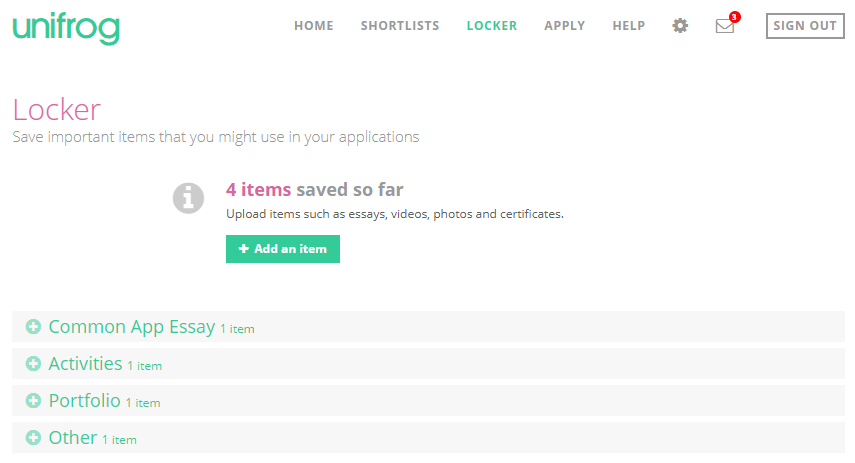 unifrog
HOME SHORTLISTS LOCKER APPLY HELP 3 SIGN OUT
Locker
Save important items that you might use in your applications
4 items saved so far
Upload items such as essays, videos, photos and certificates.
Add an item
Common App Essay 1 item
Activities 1 item
Portfolio 1 item
Other 1 item